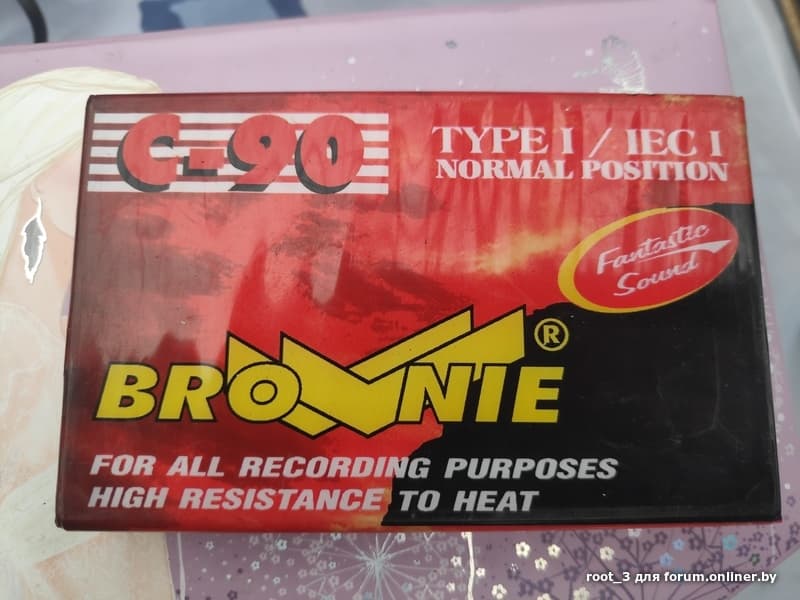 C-90
TYPE I / IEC I
NORMAL POSITION
Fantastic
Sound
BROWNIE ®
FOR ALL RECORDING PURPOSES
HIGH RESISTANCE TO HEAT
root_3 для forum.onliner.by